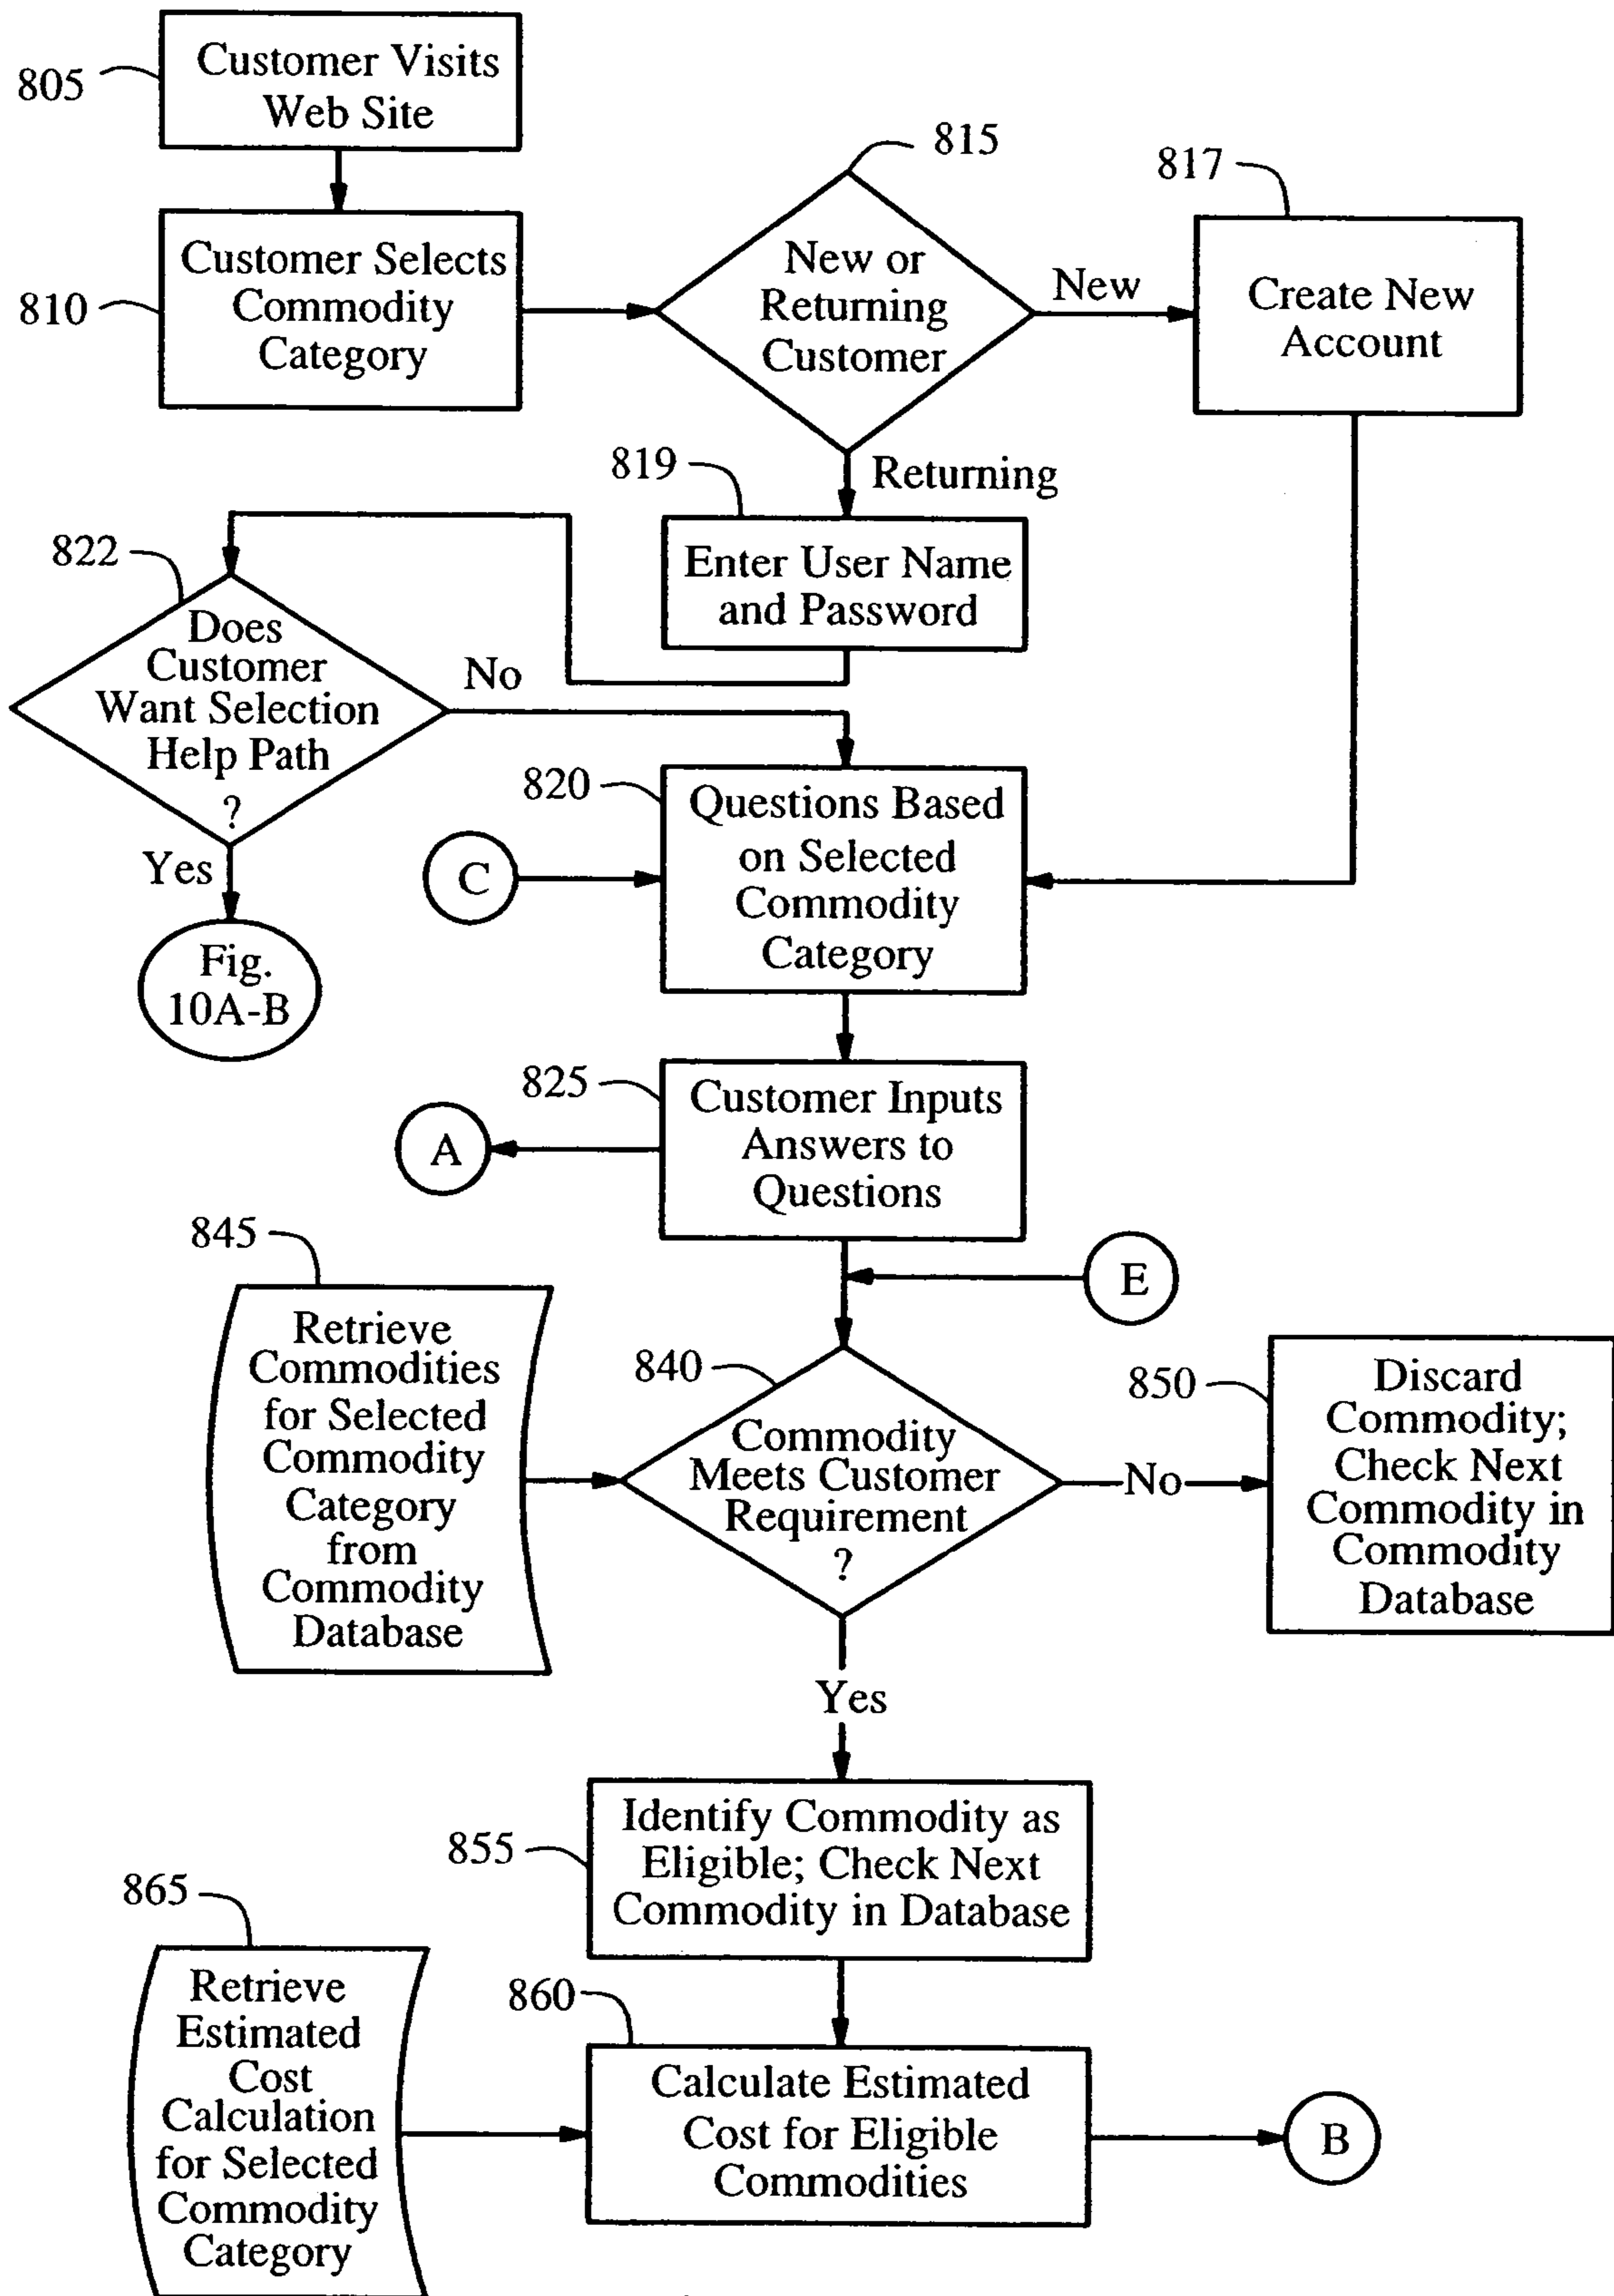 805
Customer Visits
Web Site
810
Customer Selects
Commodity
Category
815
New or
Returning
Customer
New
817
Create New
Account
Returning
819
Enter User Name
and Password
822
Does
Customer
Want Selection
Help Path
?
No
Yes
Fig.
10A-B
820
Questions Based
on Selected
Commodity
Category
C
825
Customer Inputs
Answers to
Questions
A
E
845
Retrieve
Commodities
for Selected
Commodity
Category
from
Commodity
Database
840
Commodity
Meets Customer
Requirement
?
No
850
Discard
Commodity;
Check Next
Commodity in
Commodity
Database
Yes
855
Identify Commodity as
Eligible; Check Next
Commodity in Database
865
Retrieve
Estimated
Cost
Calculation
for Selected
Commodity
Category
860
Calculate Estimated
Cost for Eligible
Commodities
B